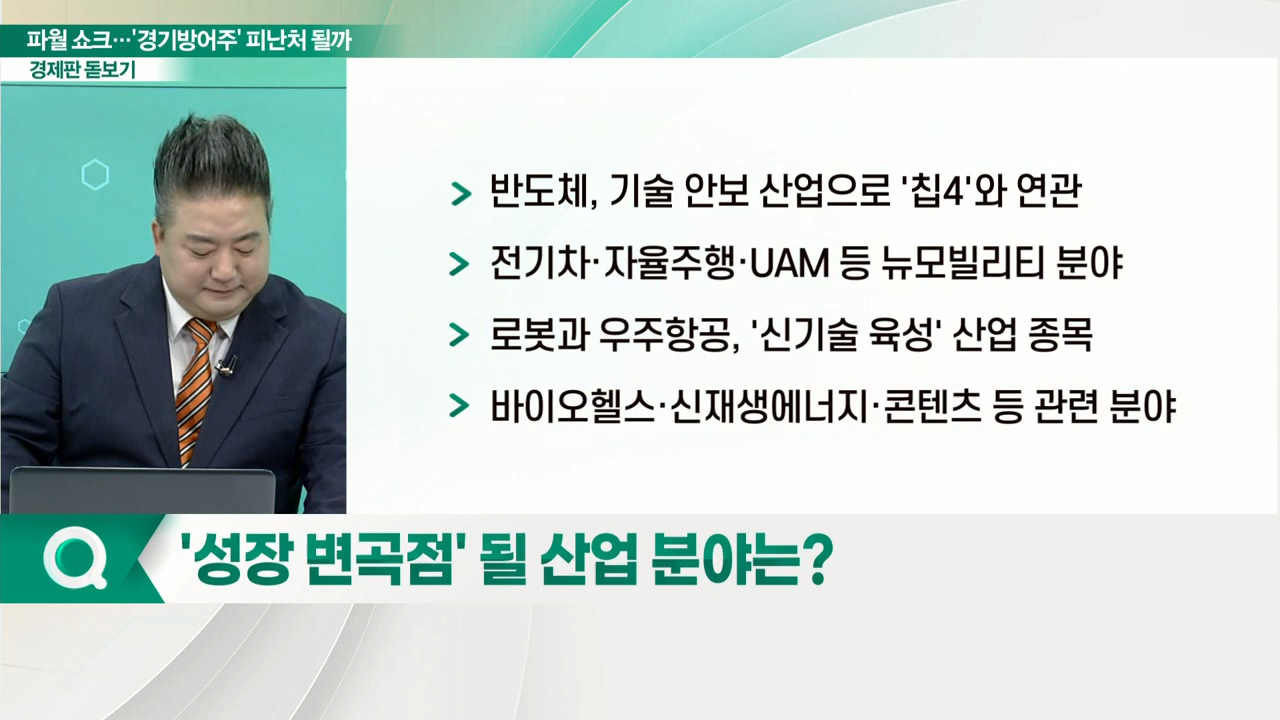 파월 쇼크…'경기방어주' 피난처 될까
경제판 돋보기
> 반도체, 기술 안보 산업으로 '칩4'와 연관
> 전기차·자율주행·UAM 등 뉴모빌리티 분야
> 로봇과 우주항공, '신기술 육성' 산업 종목
> 바이오헬스·신재생에너지·콘텐츠 등 관련 분야
Q '성장 변곡점' 될 산업 분야는?